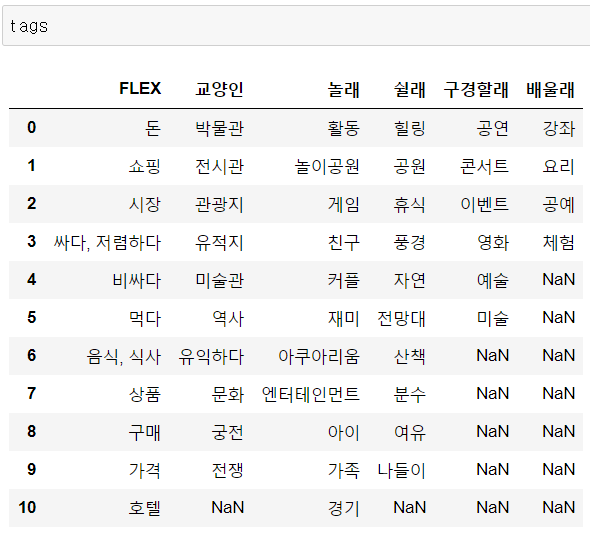 tags
FLEX 교양인 놀래 쉴래 구경할래 배울래
0 돈 박물관 활동 힐링 공연 강좌
1 쇼핑 전시관 놀이공원 공원 콘서트 요리
2 시장 관광지 게임 휴식 이벤트 공예
3 싸다, 저렴하다 유적지 친구 풍경 영화 체험
4 비싸다 미술관 커플 자연 예술 NaN
5 먹다 역사 재미 전망대 미술 NaN
6 음식, 식사 유익하다 아쿠아리움 산책 NaN NaN
7 상품 문화 엔터테인먼트 분수 NaN NaN
8 구매 궁전 아이 여유 NaN NaN
9 가격 전쟁 가족 나들이 NaN NaN
10 호텔 NaN 경기 NaN NaN NaN